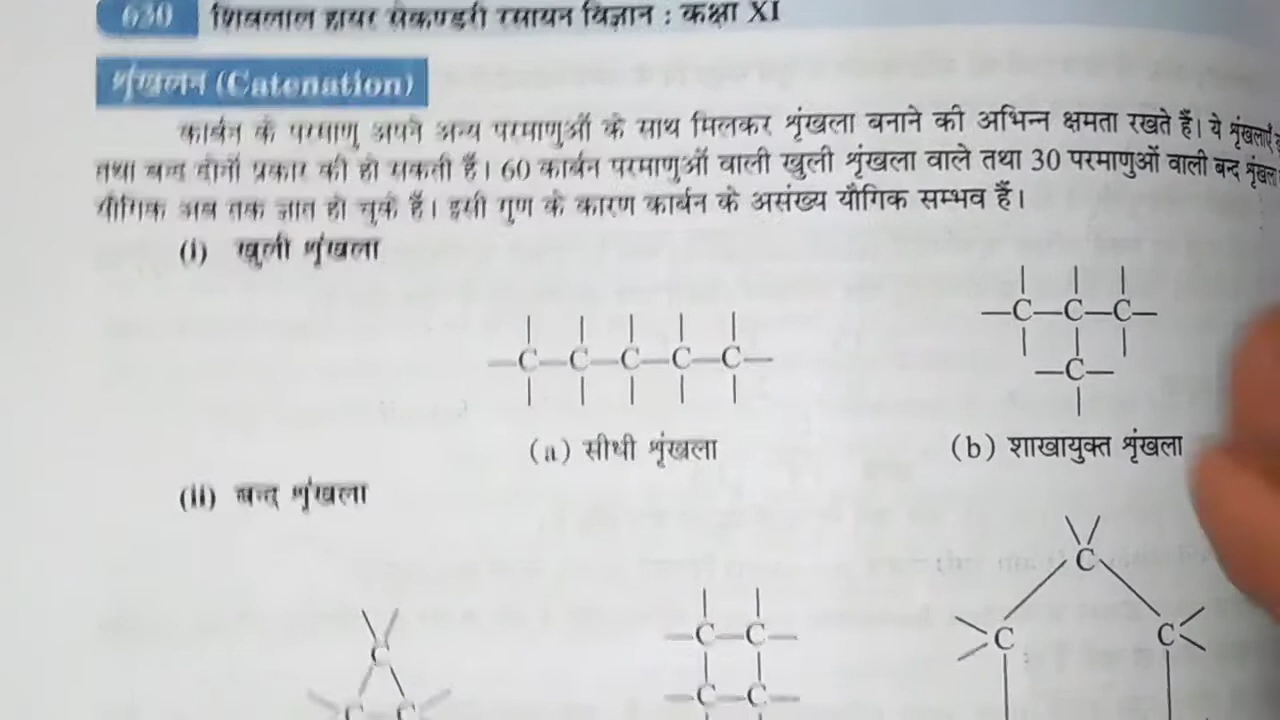 630 शिवलाल हायर सेकण्डरी रसायन विज्ञान : कक्षा XI
शृंखलन (Catenation)
कार्बन के परमाणु अपने अन्य परमाणुओं के साथ मिलकर शृंखला बनाने की अभिन्न क्षमता रखते हैं। ये शृंखलाएँ
तथा बन्द दोनों प्रकार की हो सकती हैं। 60 कार्बन परमाणुओं वाली खुली शृंखला वाले तथा 30 परमाणुओं वाली बन्द शृंखला
यौगिक अब तक ज्ञात हो चुके हैं। इसी गुण के कारण कार्बन के असंख्य यौगिक सम्भव हैं।
(i) खुली शृंखला
C C C
C C C C C
C
(a) सीधी शृंखला (b) शाखायुक्त शृंखला
(ii) बन्द शृंखला
C
C C C C C
C C C C